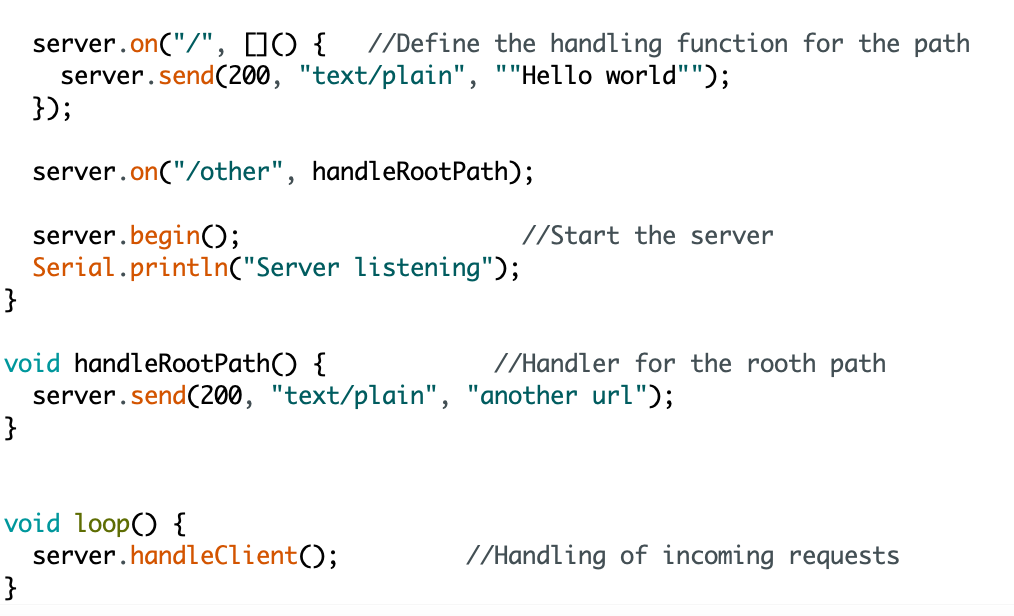 server.on("/", []() {   //Define the handling function for the path
server.send(200, "text/plain", ""Hello world"");
});
server.on("/other", handleRootPath);
server.begin();                    //Start the server
Serial.println("Server listening");
}
void handleRootPath() {            //Handler for the rooth path
server.send(200, "text/plain", "another url");
}
void loop() {
server.handleClient();         //Handling of incoming requests
}